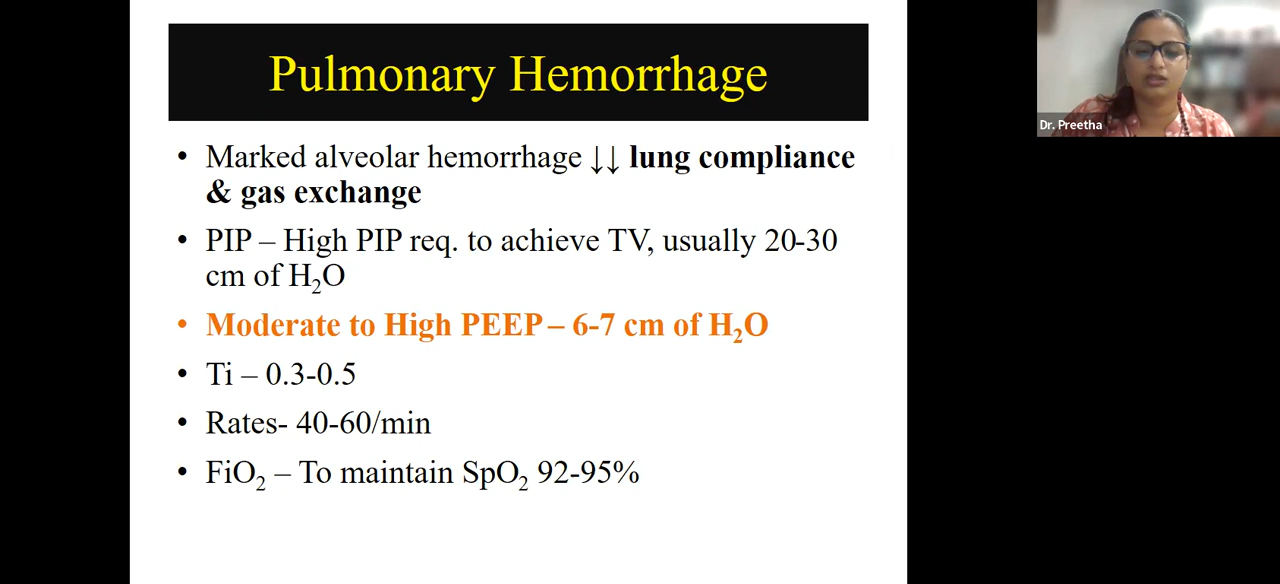 Pulmonary Hemorrhage
• Marked alveolar hemorrhage ↓↓ lung compliance
& gas exchange
• PIP – High PIP req. to achieve TV, usually 20-30
cm of H₂O
• Moderate to High PEEP – 6-7 cm of H₂O
• Ti – 0.3-0.5
• Rates- 40-60/min
• FiO₂ – To maintain SpO₂ 92-95%
Dr. Preetha